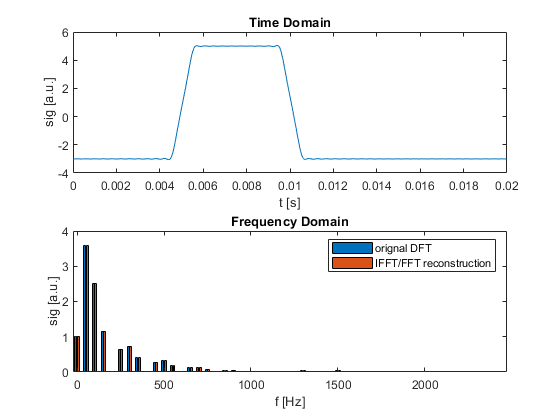 Time Domain
6
4
2
0
-2
-4
sig [a.u.]
0 0.002 0.004 0.006 0.008 0.01 0.012 0.014 0.016 0.018 0.02
t [s]
Frequency Domain
4
3
2
1
0
sig [a.u.]
orignal DFT
IFFT/FFT reconstruction
0 500 1000 1500 2000
f [Hz]